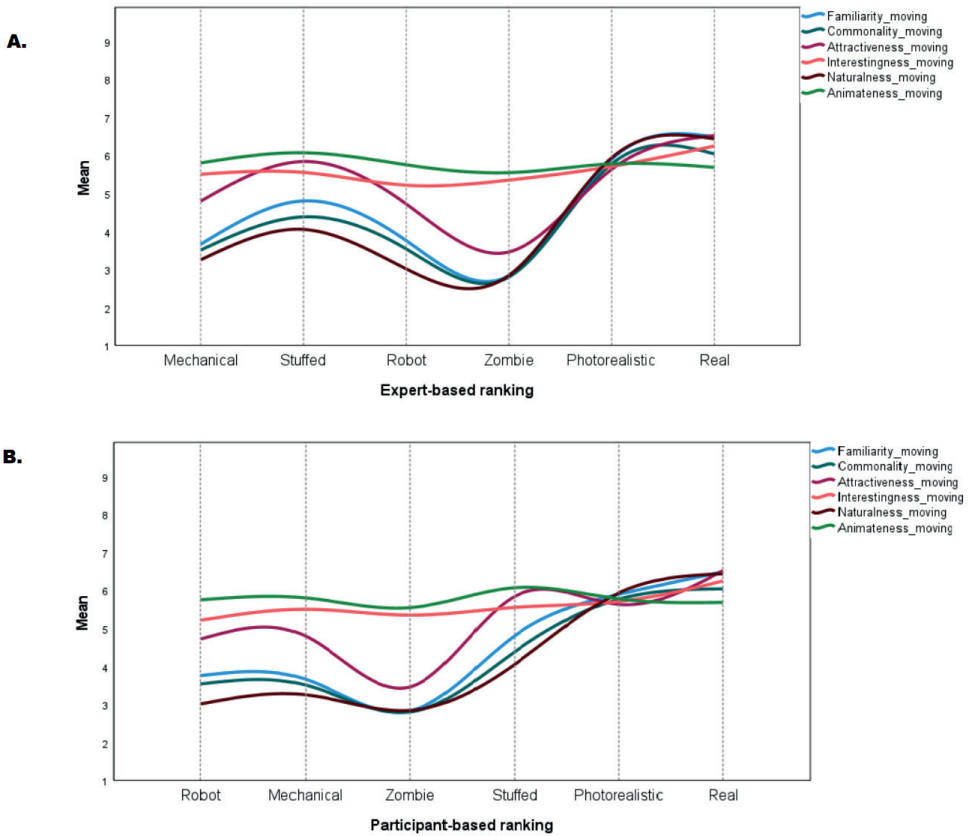 A.
Familiarity_moving
Commonality_moving
Attractiveness_moving
Interestingness_moving
Naturalness_moving
Animateness_moving
9
8
7
6
5
4
3
2
1
Mean
Mechanical Stuffed Robot Zombie Photorealistic Real
Expert-based ranking
B.
Familiarity_moving
Commonality_moving
Attractiveness_moving
Interestingness_moving
Naturalness_moving
Animateness_moving
9
8
7
6
5
4
3
2
1
Mean
Robot Mechanical Zombie Stuffed Photorealistic Real
Participant-based ranking